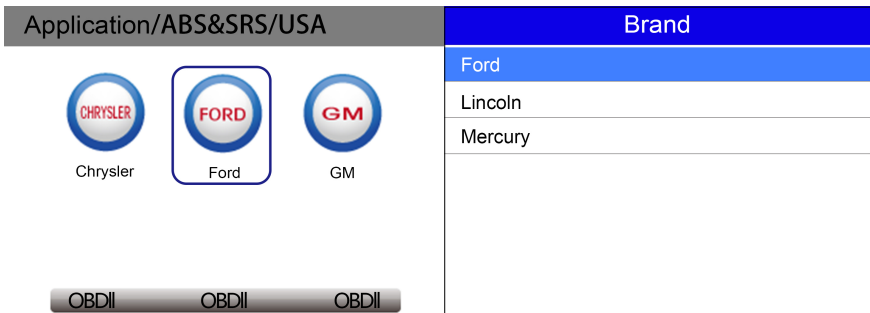 Application/ABS&SRS/USA
CHRYSLER
FORD
GM
Chrysler
Ford
GM
OBDII
OBDII
OBDII
Brand
Ford
Lincoln
Mercury